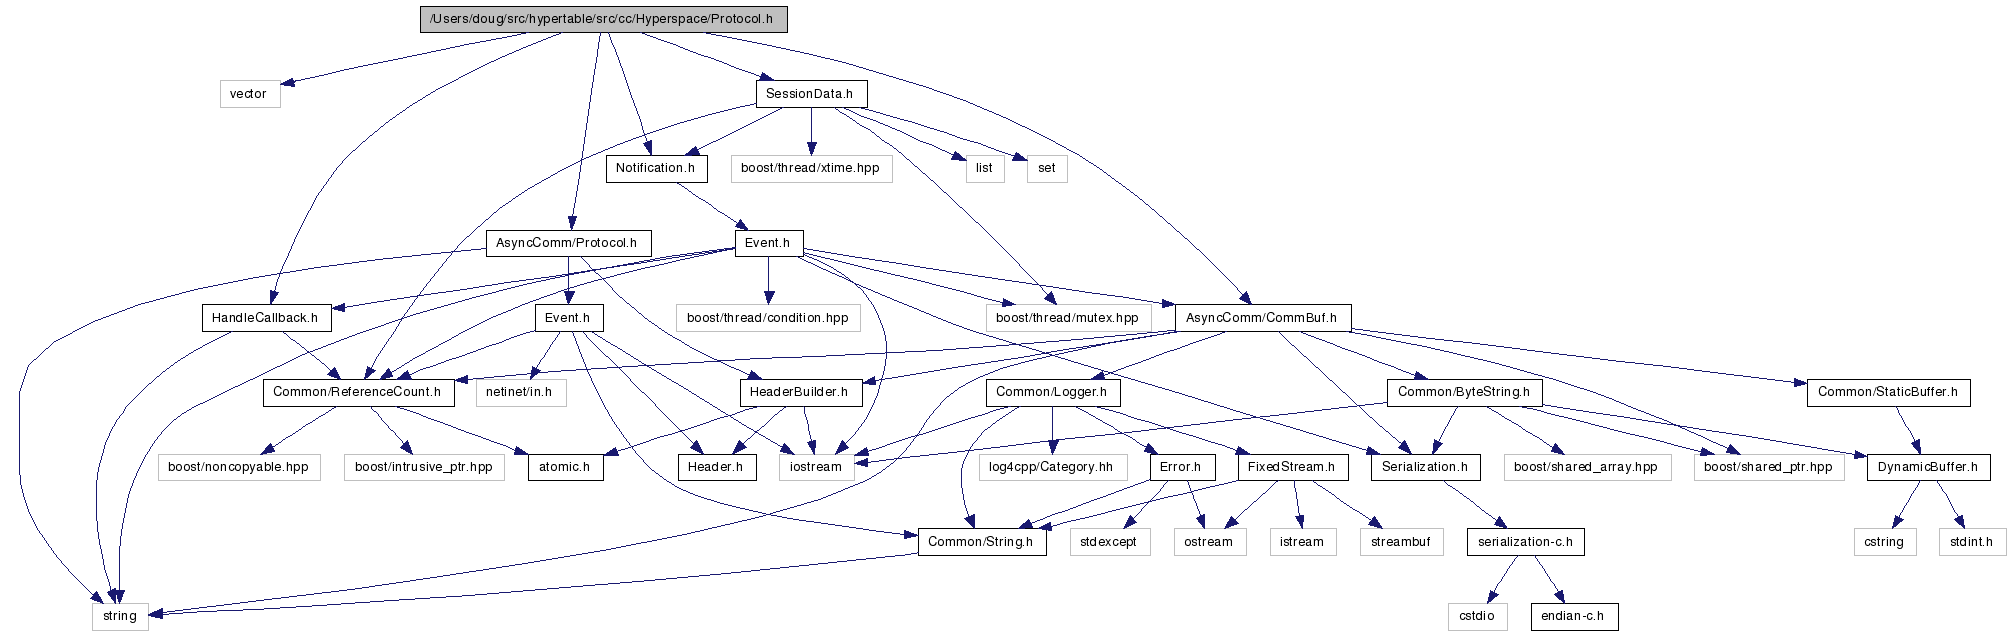 /Users/doug/src/hypertable/src/cc/Hyperspace/Protocol.h
vector
SessionData.h
Notification.h
boost/thread/xtime.hpp
list
set
AsyncComm/Protocol.h
Event.h
HandleCallback.h
Event.h
boost/thread/condition.hpp
boost/thread/mutex.hpp
AsyncComm/CommBuf.h
Common/ReferenceCount.h
netinet/in.h
HeaderBuilder.h
Common/Logger.h
Common/ByteString.h
Common/StaticBuffer.h
boost/noncopyable.hpp
boost/intrusive_ptr.hpp
atomic.h
Header.h
iostream
log4cpp/Category.hh
Error.h
FixedStream.h
Serialization.h
boost/shared_array.hpp
boost/shared_ptr.hpp
DynamicBuffer.h
Common/String.h
stdexcept
ostream
istream
streambuf
serialization-c.h
cstring
stdint.h
string
cstdio
endian-c.h